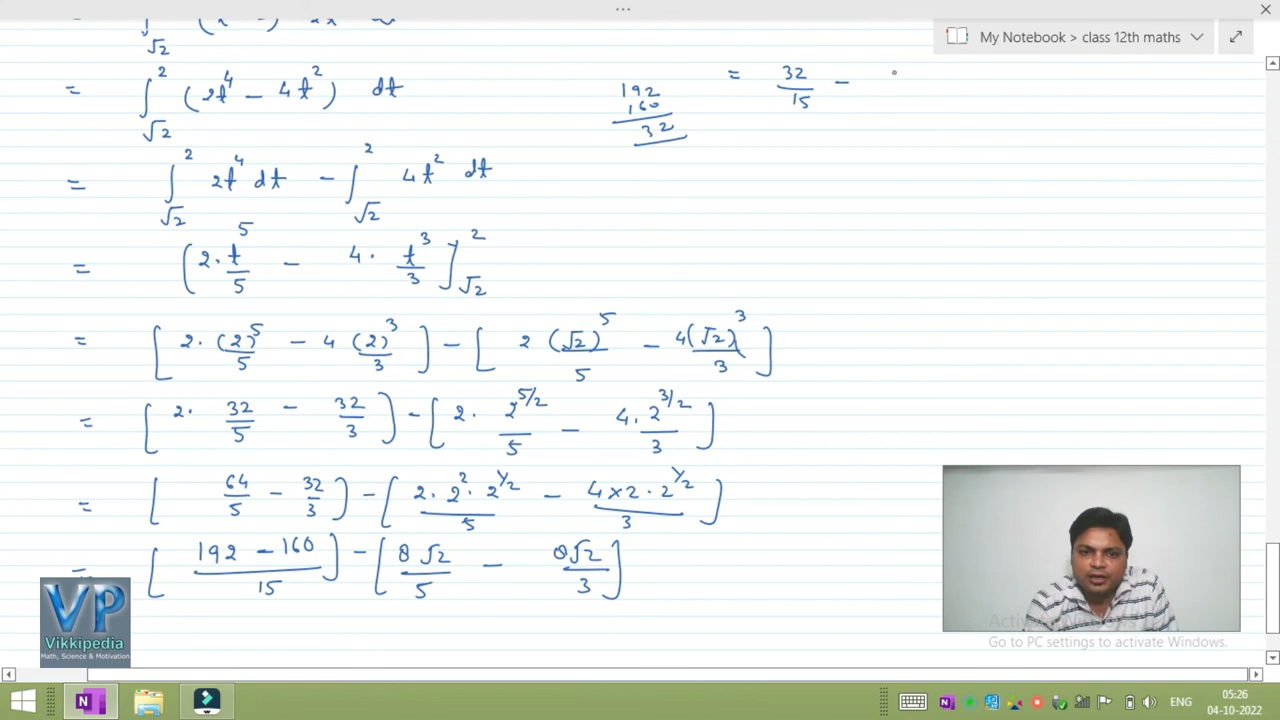 My Notebook > class 12th maths
√2
= ∫_{√2}^{2} (2t⁴ − 4t²) dt
= ∫_{√2}^{2} 2t⁴ dt − ∫_{√2}^{2} 4t² dt
= (2·t⁵/5 − 4·t³/3]_{√2}^{2}
= [2·(2)⁵/5 − 4(2)³/3] − [2(√2)⁵/5 − 4(√2)³/3]
= [2·32/5 − 32/3] − [2·2^{5/2}/5 − 4·2^{3/2}/3]
= [64/5 − 32/3] − [2·2²·2^{1/2}/5 − 4×2·2^{1/2}/3]
= [(192 − 160)/15] − [8√2/5 − 8√2/3]
192
160
32
= 32/15 −
VP
Vikkipedia
Math, Science & Motivation
Go to PC settings to activate Windows.
ENG
05:26
04-10-2022